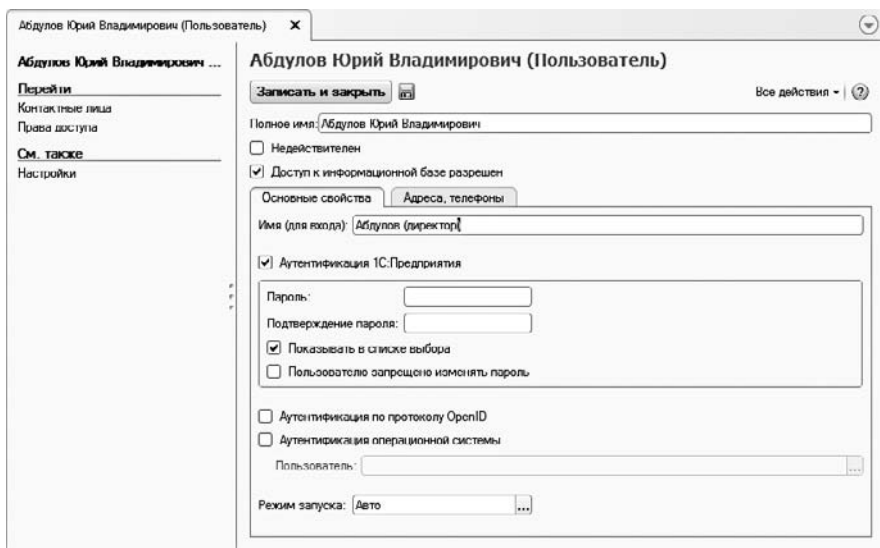 Абдулов Юрий Владимирович (Пользователь)
Абдулов Юрий Владимирович ...
Перейти
Контактные лица
Права доступа
См. также
Настройки
Абдулов Юрий Владимирович (Пользователь)
Записать и закрыть
Все действия
Полное имя: Абдулов Юрий Владимирович
Недействителен
Доступ к информационной базе разрешен
Основные свойства Адреса, телефоны
Имя (для входа): Абдулов (директор)
Аутентификация 1С:Предприятия
Пароль:
Подтверждение пароля:
Показывать в списке выбора
Пользователю запрещено изменять пароль
Аутентификация по протоколу OpenID
Аутентификация операционной системы
Пользователь: ...
Режим запуска: Авто ...